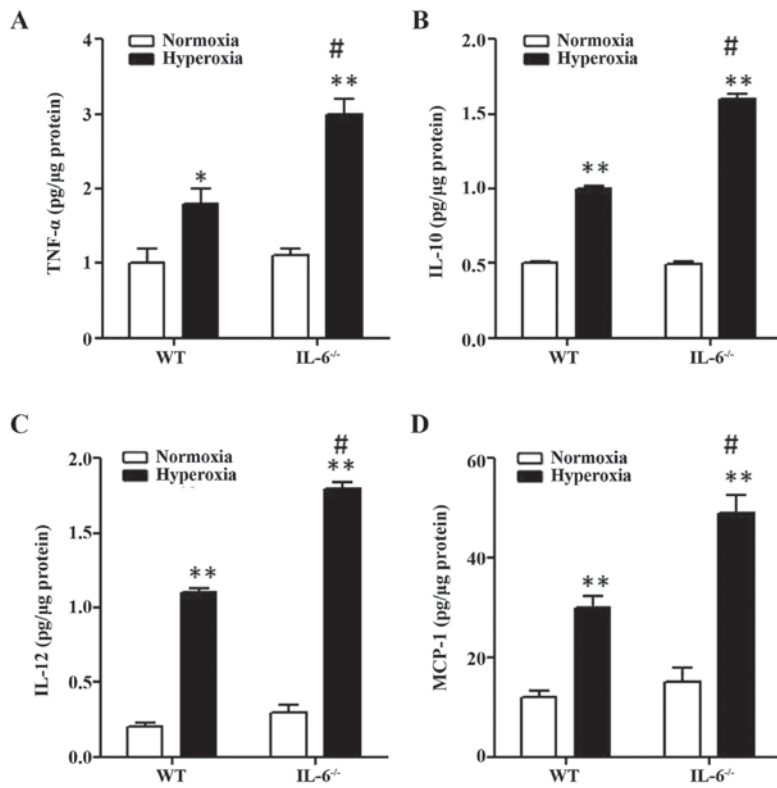 A
TNF-α (pg/μg protein)
4
3
2
1
0
Normoxia
Hyperoxia
*
#
**
WT
IL-6-/-
B
IL-10 (pg/μg protein)
2.0
1.5
1.0
0.5
0.0
Normoxia
Hyperoxia
**
#
**
WT
IL-6-/-
C
IL-12 (pg/μg protein)
2.0
1.5
1.0
0.5
0.0
Normoxia
Hyperoxia
**
#
**
WT
IL-6-/-
D
MCP-1 (pg/μg protein)
60
40
20
0
Normoxia
Hyperoxia
**
#
**
WT
IL-6-/-